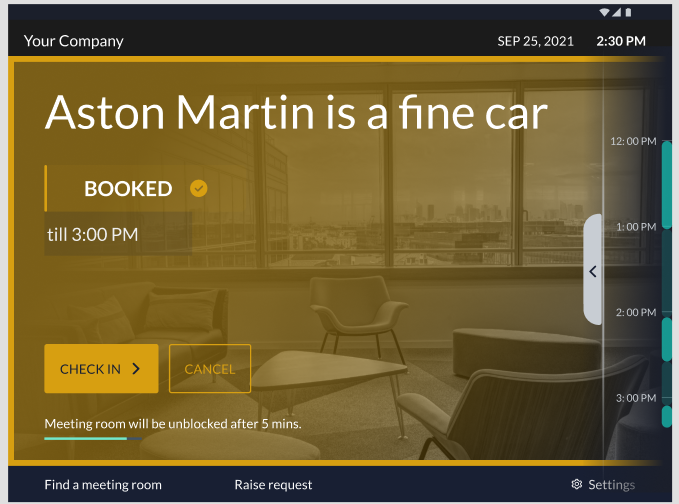 Your Company
SEP 25, 2021 2:30 PM
Aston Martin is a fine car
BOOKED
till 3:00 PM
12: 00 PM
1: 00 PM
2: 00 PM
3: 00 PM
CHECK IN
CANCEL
Meeting room will be unblocked after 5 mins.
Find a meeting room
Raise request
Settings